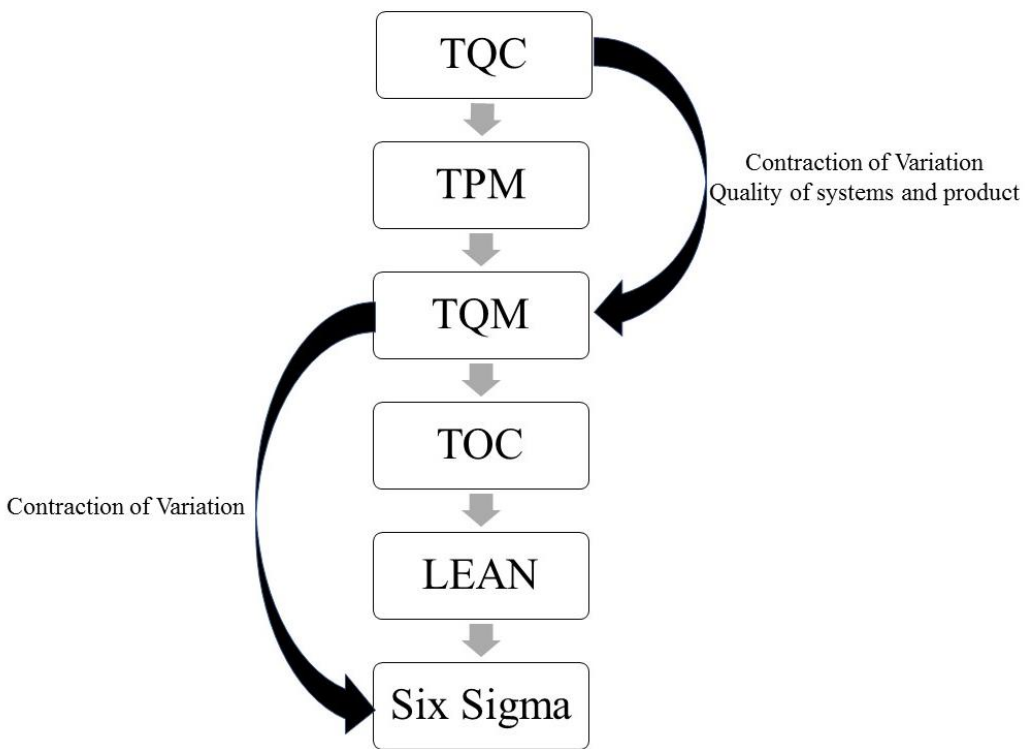 TQC
TPM
Contraction of Variation
Quality of systems and product
TQM
TOC
Contraction of Variation
LEAN
Six Sigma